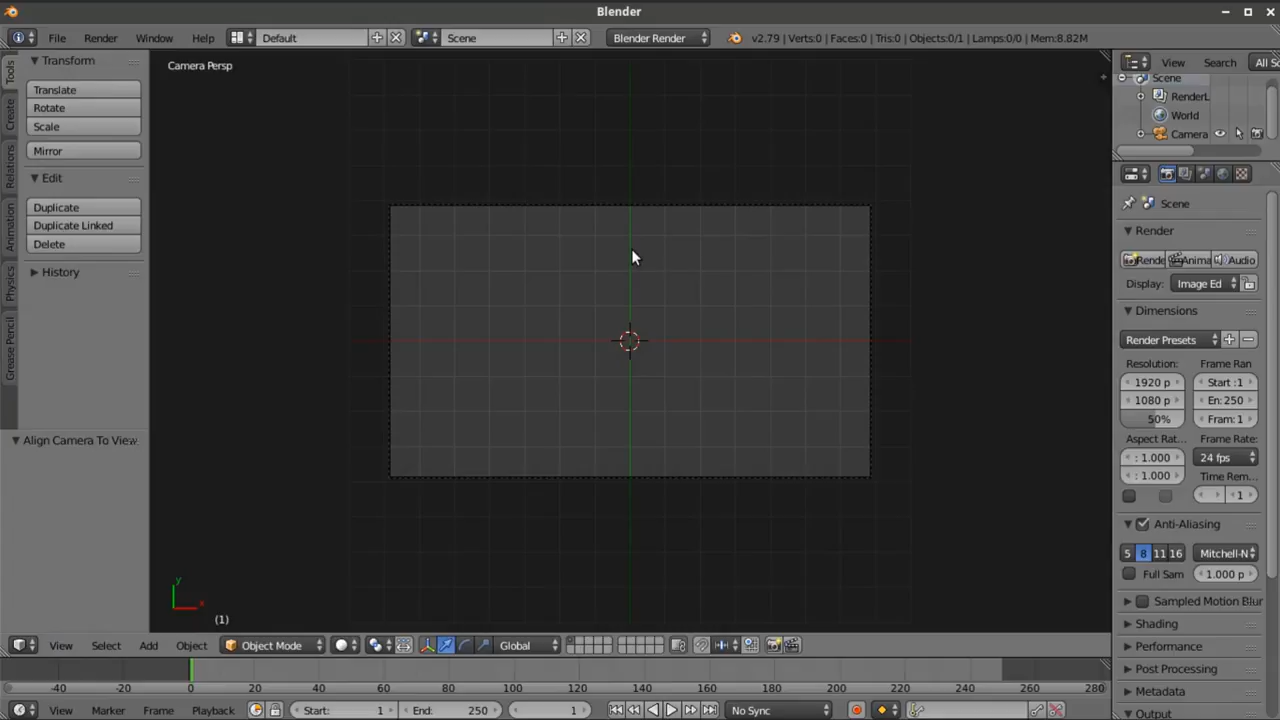 Blender
File Render Window Help Default Scene Blender Render v2.79 | Verts:0 | Faces:0 | Tris:0 | Objects:0/1 | Lamps:0/0 | Mem:8.82M
Tools
Create
Relations
Animation
Physics
Grease Pencil
Transform
Translate
Rotate
Scale
Mirror
Edit
Duplicate
Duplicate Linked
Delete
History
Align Camera To View
Camera Persp
y
x
(1)
View Search All Sc
Scene
RenderL
World
Camera
Scene
Render
Rende Anima Audio
Display: Image Ed
Dimensions
Render Presets
Resolution: Frame Ran
1920 p Start :1
1080 p En: 250
50% Fram: 1
Aspect Rat... Frame Rate:
: 1.000 24 fps
: 1.000 Time Rem...
1
Anti-Aliasing
5 8 11 16 Mitchell-N
Full Sam 1.000 p
Sampled Motion Blur
Shading
Performance
Post Processing
Metadata
Output
View Select Add Object Object Mode Global
-40 -20 0 20 40 60 80 100 120 140 160 180 200 220 240 260 280
View Marker Frame Playback Start: 1 End: 250 1 No Sync